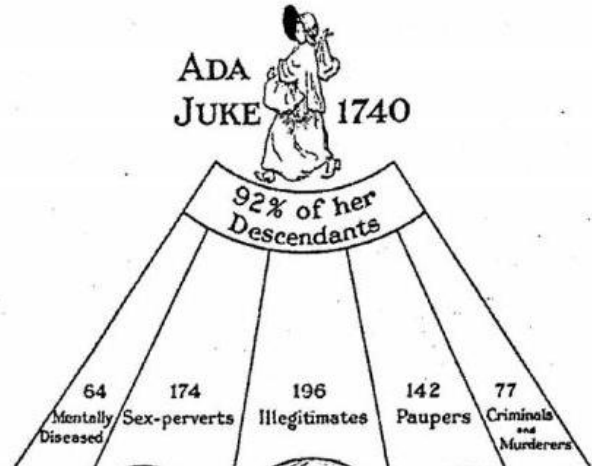 ADA
JUKE 1740
92% of her
Descendants
64
Mentally
Diseased
174
Sex-perverts
196
Illegitimates
142
Paupers
77
Criminals
and
Murderers